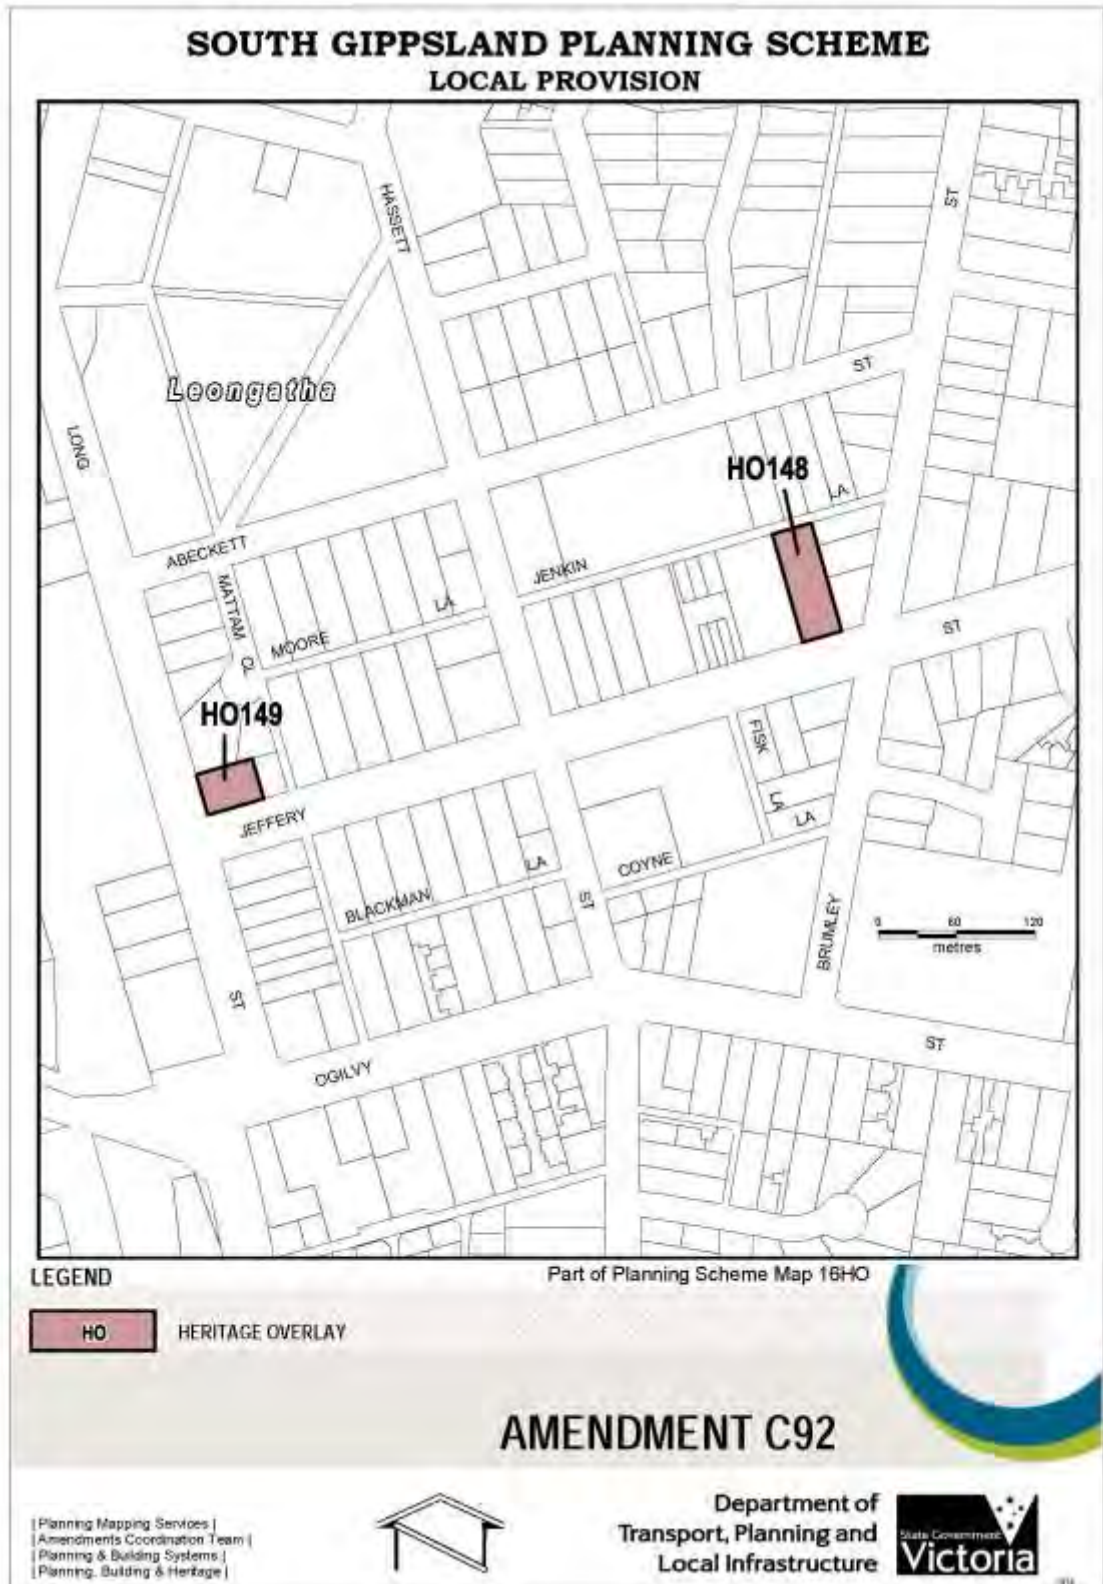 SOUTH GIPPSLAND PLANNING SCHEME
LOCAL PROVISION
HASSETT
ST
Leongatha
ST
LONG
HO148
LA
ABECKETT
JENKIN
MATTAM
LA
MOORE
CL
ST
HO149
FISK
JEFFERY
LA
LA
COYNE
LA
BLACKMAN
ST
BRUMLEY
0 60 120
metres
ST
ST
OGILVY
LEGEND
Part of Planning Scheme Map 16HO
HO
HERITAGE OVERLAY
AMENDMENT C92
| Planning Mapping Services |
| Amendments Coordination Team |
| Planning & Building Systems |
| Planning, Building & Heritage |
Department of
Transport, Planning and
Local Infrastructure
State Government
Victoria